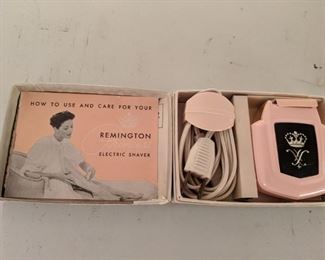 HOW TO USE AND CARE FOR YOUR
REMINGTON
ELECTRIC SHAVER